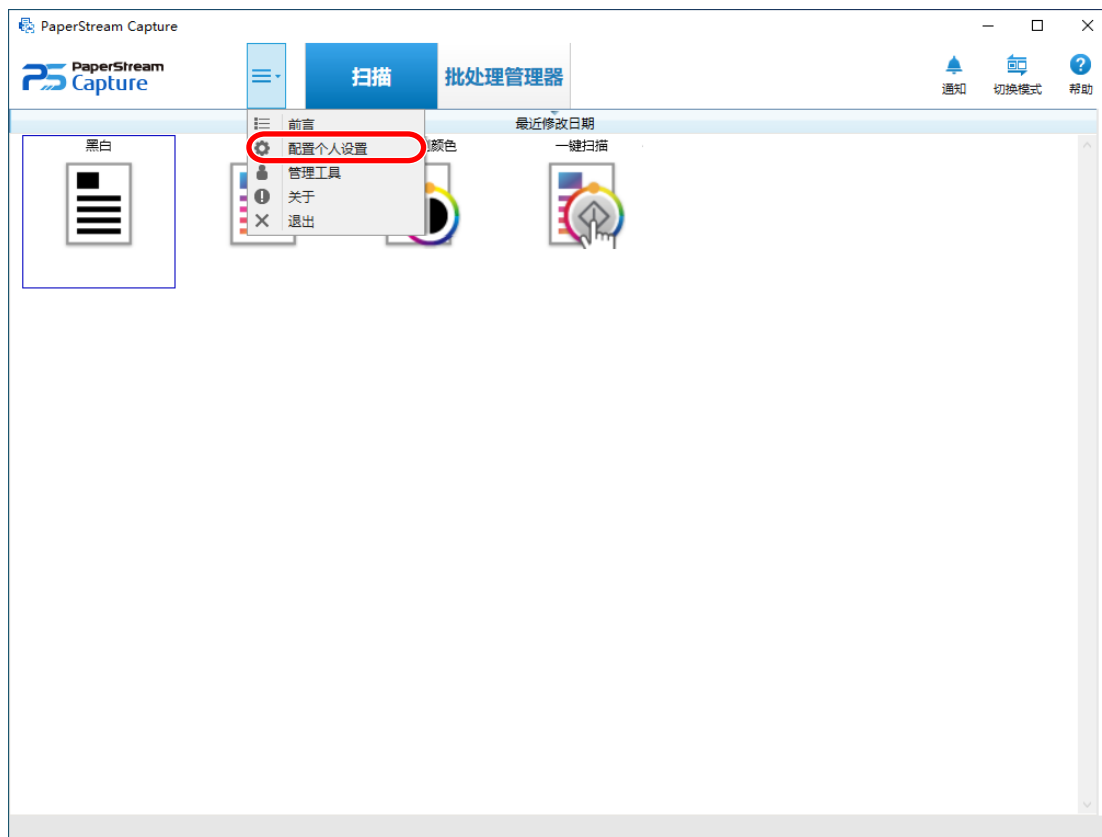 PaperStream Capture
PaperStream
Capture
扫描
批处理管理器
通知
切换模式
帮助
最近修改日期
前言
配置个人设置
管理工具
关于
退出
黑白
颜色
一键扫描